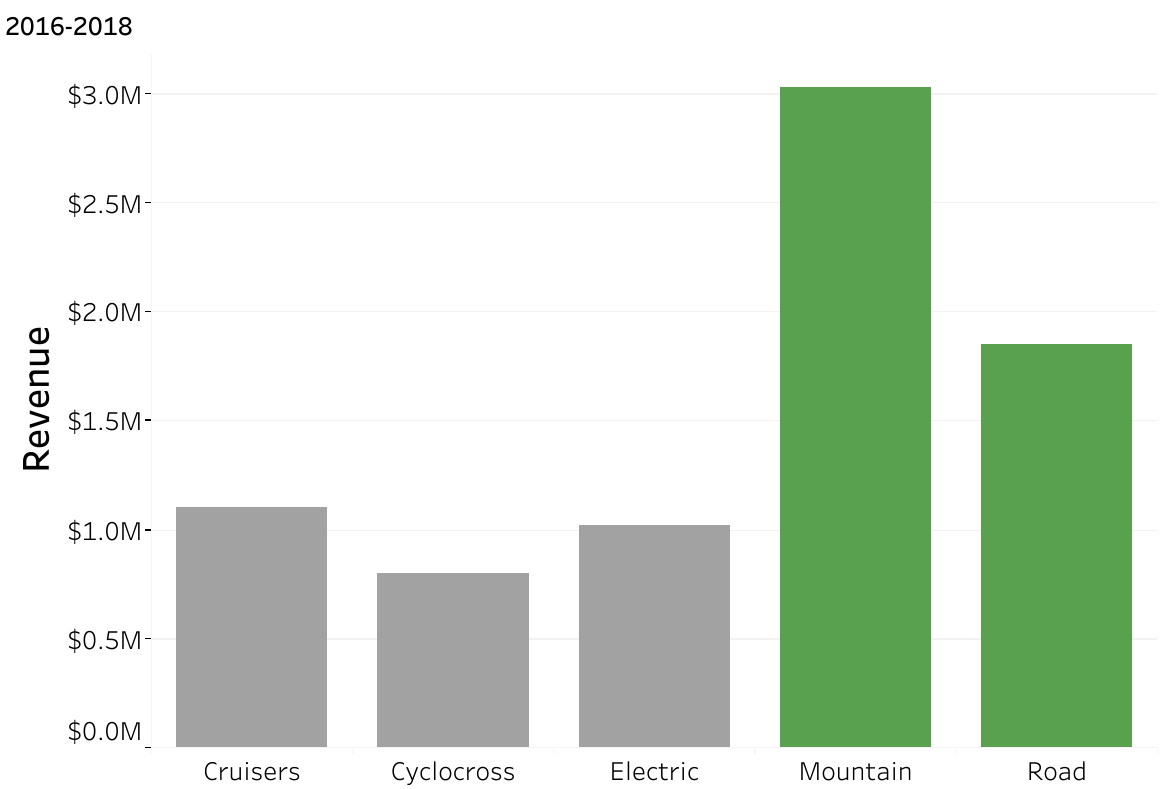 2016-2018
Revenue
$3.0M
$2.5M
$2.0M
$1.5M
$1.0M
$0.5M
$0.0M
Cruisers
Cyclocross
Electric
Mountain
Road